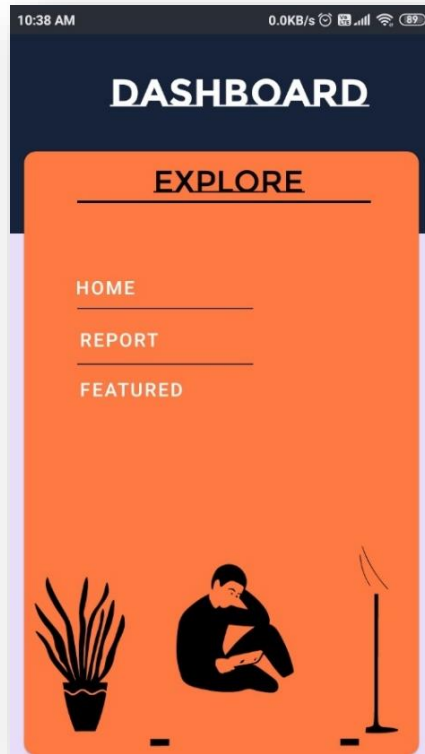 10:38 AM 0.0KB/s 89
DASHBOARD
EXPLORE
HOME
REPORT
FEATURED